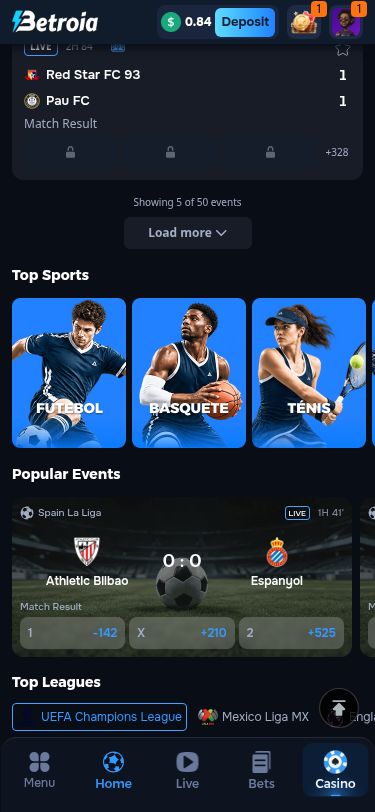 Betroia
$ 0.84 Deposit
1
1
LIVE 2H 84'
Red Star FC 93 1
Pau FC 1
Match Result
+328
Showing 5 of 50 events
Load more
Top Sports
FUTEBOL
BASQUETE
TÉNIS
Popular Events
Spain La Liga LIVE 1H 41'
0 : 0
Athletic Bilbao Espanyol
Match Result
1 -142 X +210 2 +525
Top Leagues
UEFA Champions League Mexico Liga MX
Menu Home Live Bets Casino